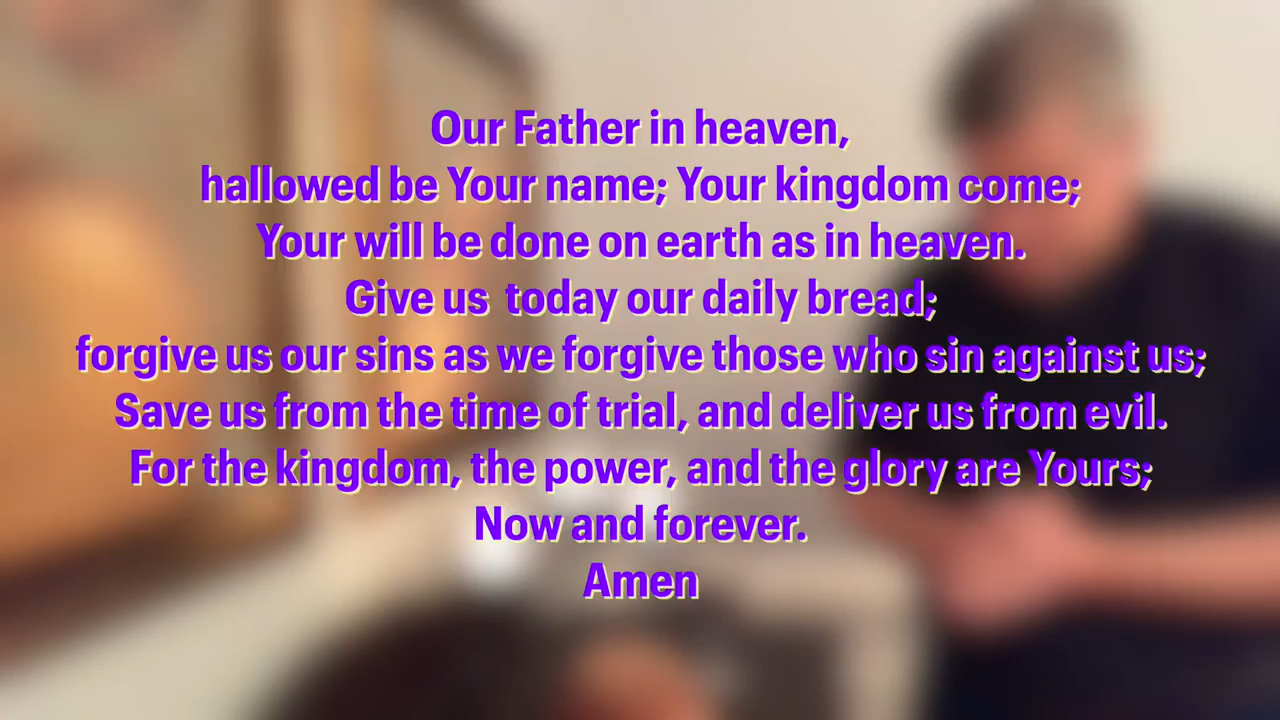 Our Father in heaven,
hallowed be Your name; Your kingdom come;
Your will be done on earth as in heaven.
Give us  today our daily bread;
forgive us our sins as we forgive those who sin against us;
Save us from the time of trial, and deliver us from evil.
For the kingdom, the power, and the glory are Yours;
Now and forever.
Amen